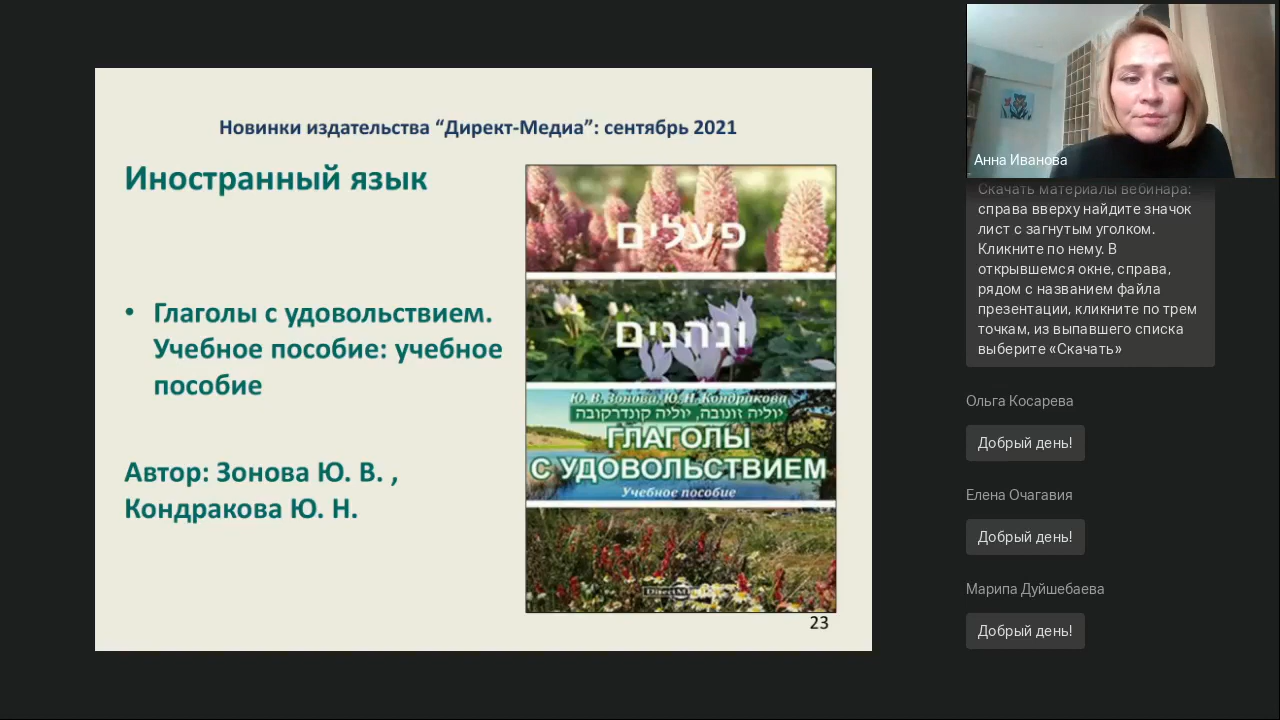 Новинки издательства “Директ-Медиа”: сентябрь 2021
Иностранный язык
• Глаголы с удовольствием.
Учебное пособие: учебное
пособие
Автор: Зонова Ю. В. ,
Кондракова Ю. Н.
פעלים
ונהנים
Ю. В. Зонова, Ю. Н. Кондракова
יוליה זונובה, יוליה קונדרקובה
ГЛАГОЛЫ
С УДОВОЛЬСТВИЕМ
Учебное пособие
23
Анна Иванова
Скачать материалы вебинара:
справа вверху найдите значок
лист с загнутым уголком.
Кликните по нему. В
открывшемся окне, справа,
рядом с названием файла
презентации, кликните по трем
точкам, из выпавшего списка
выберите «Скачать»
Ольга Косарева
Добрый день!
Елена Очагавия
Добрый день!
Марипа Дуйшебаева
Добрый день!